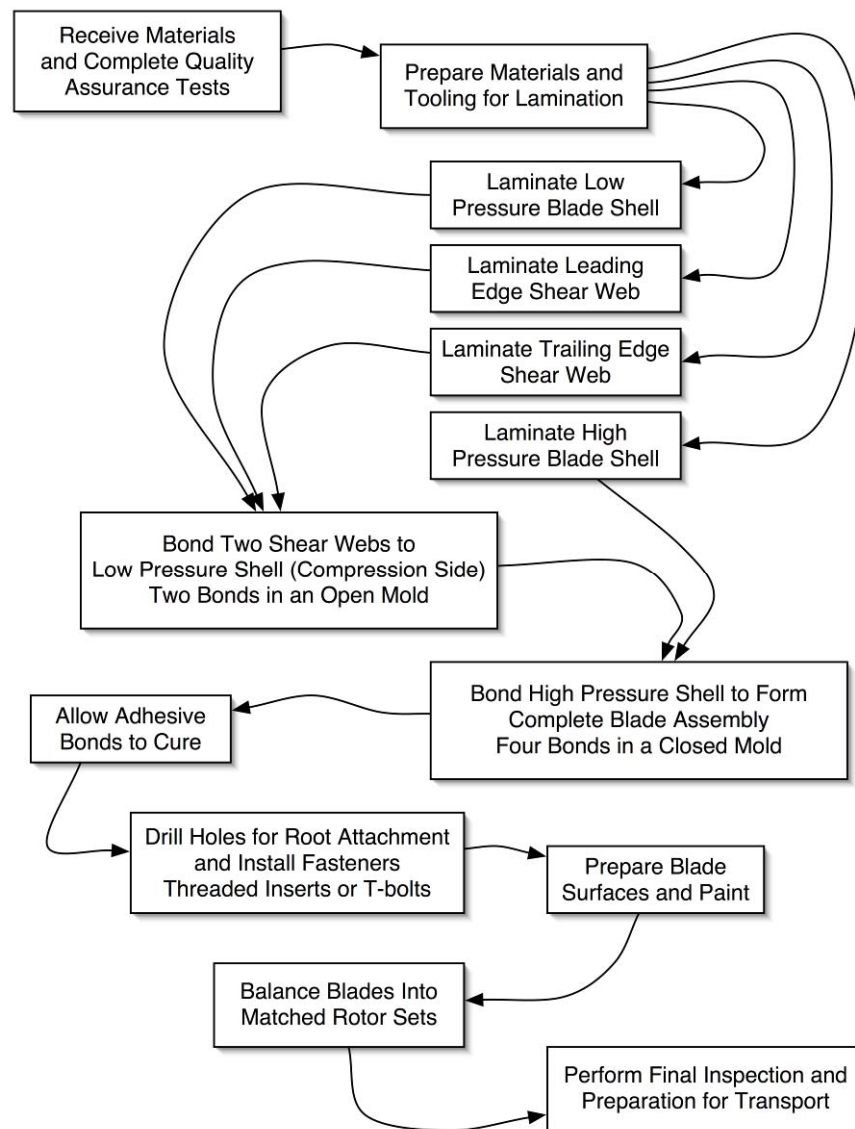 Receive Materials
and Complete Quality
Assurance Tests
Prepare Materials and
Tooling for Lamination
Laminate Low
Pressure Blade Shell
Laminate Leading
Edge Shear Web
Laminate Trailing Edge
Shear Web
Laminate High
Pressure Blade Shell
Bond Two Shear Webs to
Low Pressure Shell (Compression Side)
Two Bonds in an Open Mold
Bond High Pressure Shell to Form
Complete Blade Assembly
Four Bonds in a Closed Mold
Allow Adhesive
Bonds to Cure
Drill Holes for Root Attachment
and Install Fasteners
Threaded Inserts or T-bolts
Prepare Blade
Surfaces and Paint
Balance Blades Into
Matched Rotor Sets
Perform Final Inspection and
Preparation for Transport